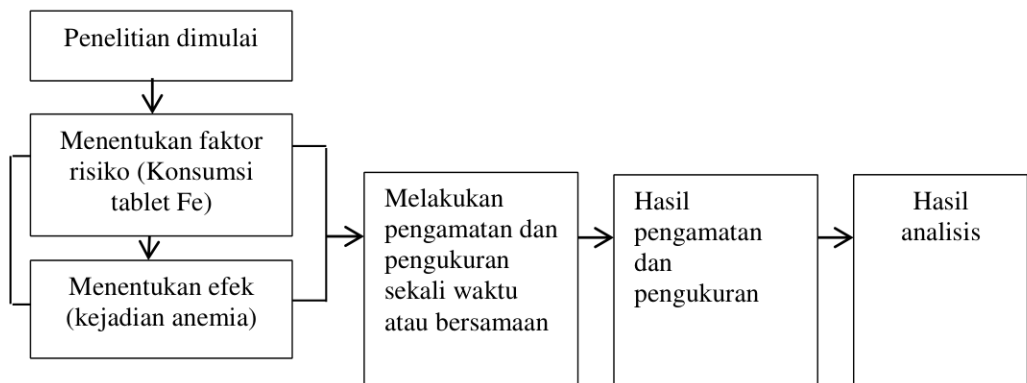 Penelitian dimulai
Menentukan faktor
risiko (Konsumsi
tablet Fe)
Menentukan efek
(kejadian anemia)
Melakukan
pengamatan dan
pengukuran
sekali waktu
atau bersamaan
Hasil
pengamatan
dan
pengukuran
Hasil
analisis